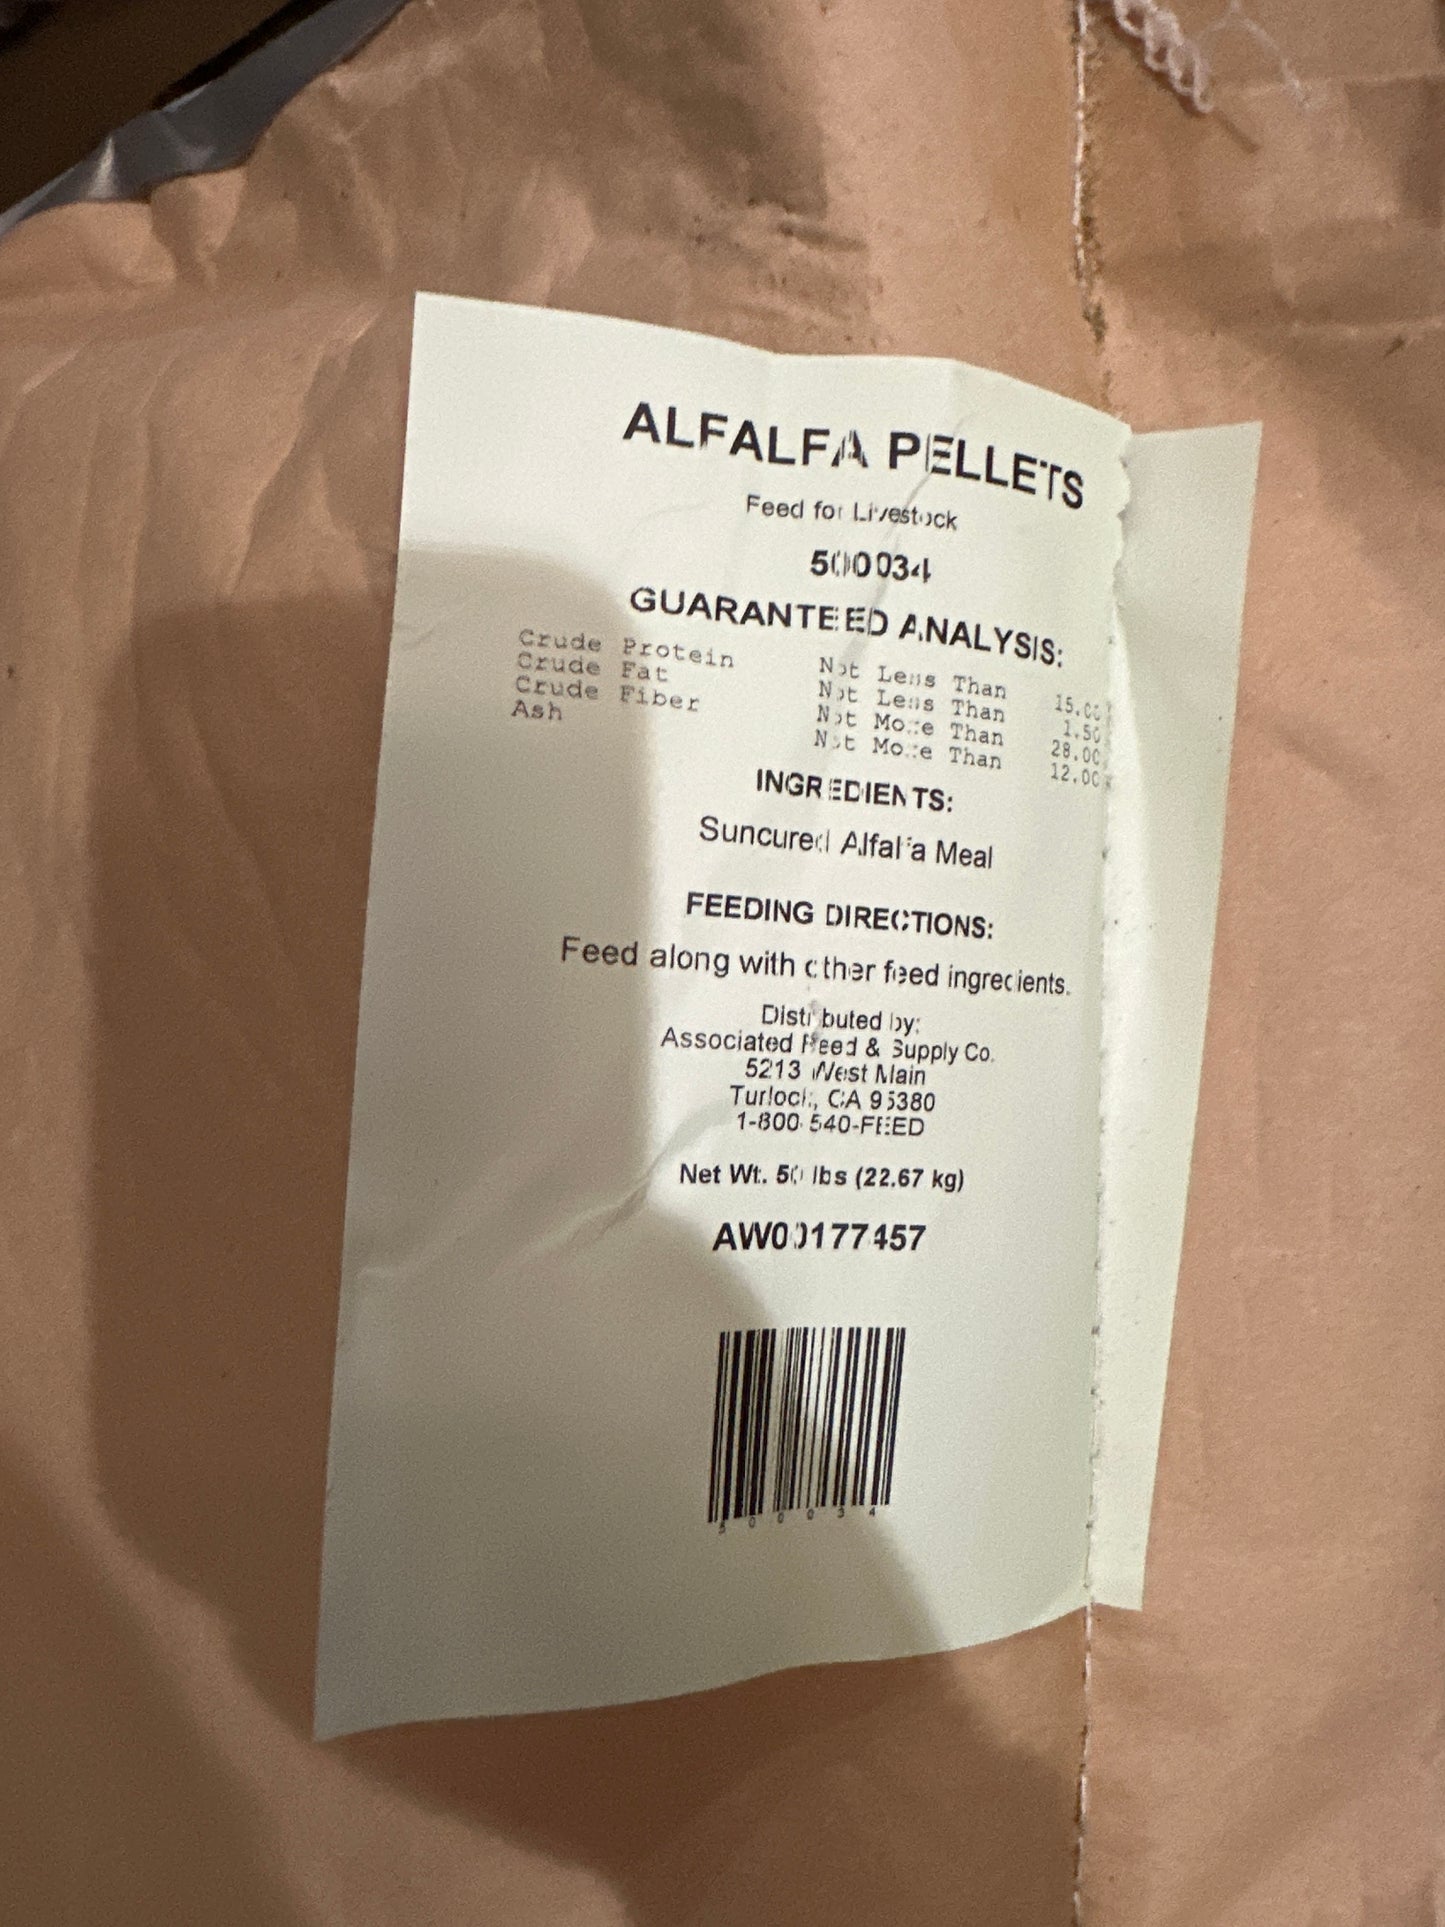 ALFALFA PELLETS
Feed for Livestock
500034
GUARANTEED ANALYSIS:
Crude Protein Not Less Than 15.00%
Crude Fat Not Less Than 1.50
Crude Fiber Not More Than 28.00
Ash Not More Than 12.00%
INGREDIENTS:
Suncured Alfalfa Meal
FEEDING DIRECTIONS:
Feed along with other feed ingredients.
Distributed by:
Associated Feed & Supply Co.
5213 West Main
Turlock, CA 95380
1-800-540-FEED
Net Wt. 50 lbs (22.67 kg)
AW00177457
500034